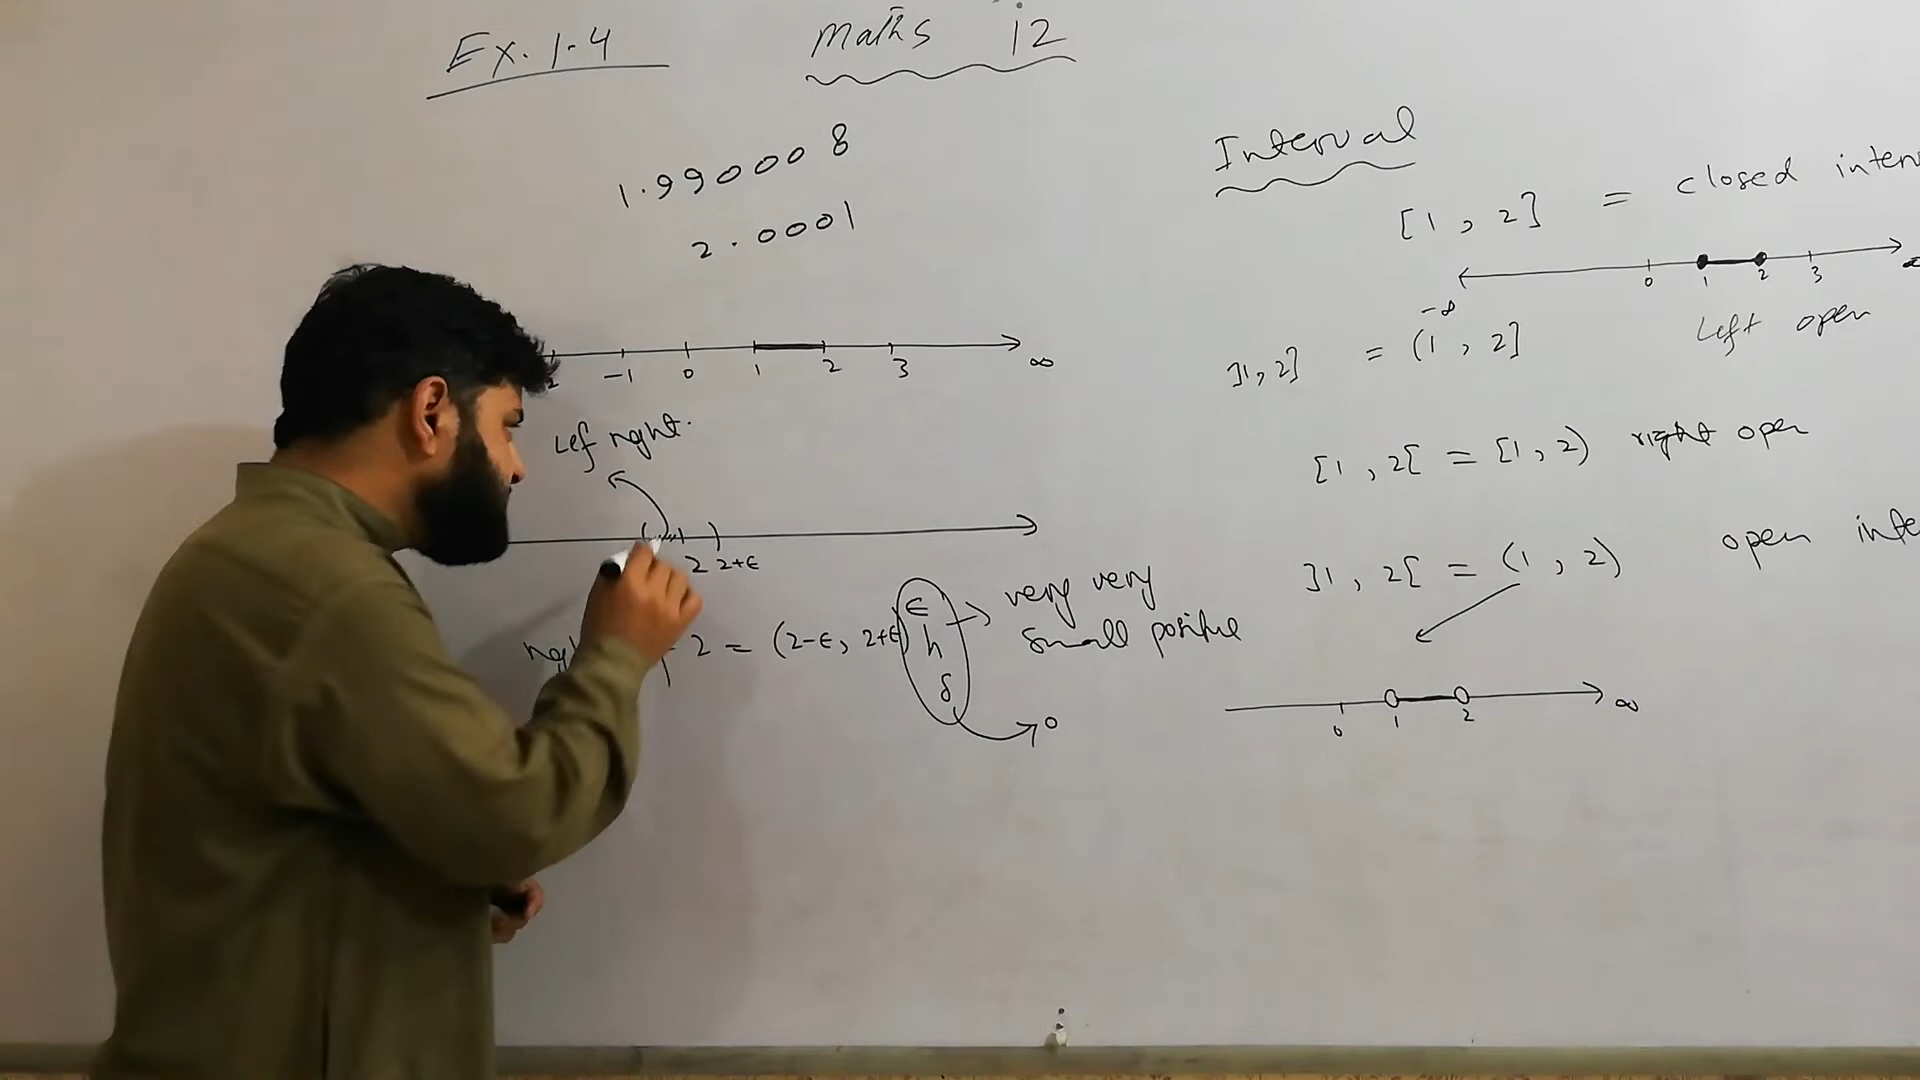 Ex. 1.4
Maths 12
1.990008
2.0001
-1 0 1 2 3 ∞
Lef right.
2 2+ϵ
2 = (2-ϵ, 2+ϵ)
ϵ
h
δ
very very
small positive
0
Interval
[1, 2] = closed inter
0 1 2 3
-∞
]1, 2] = (1, 2] Left open
[1, 2[ = [1, 2) right open
]1, 2[ = (1, 2) open inte
0 1 2 ∞